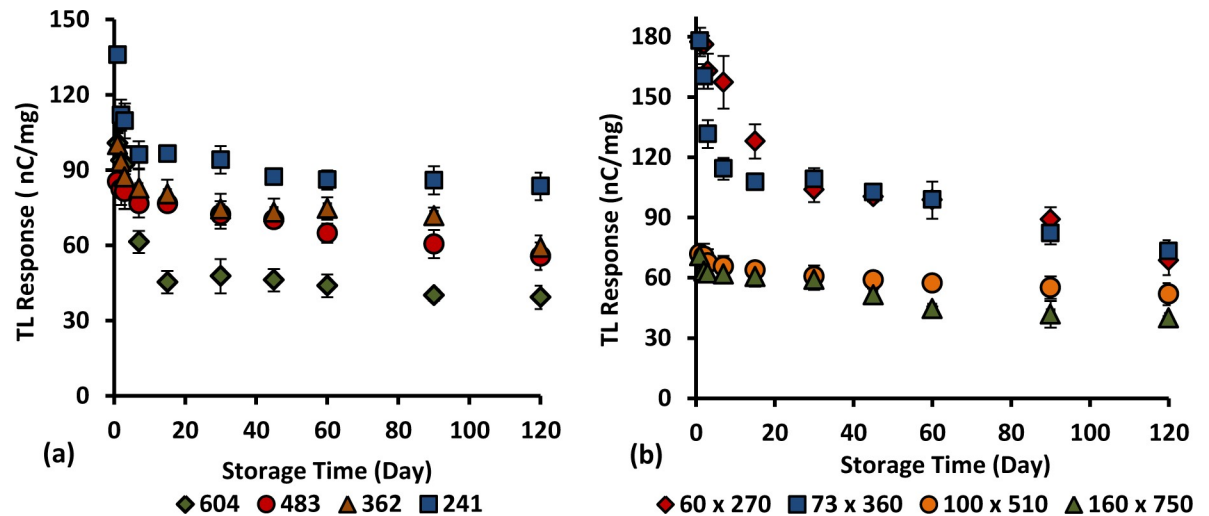 150
120
90
60
30
0
TL Response ( nC/mg)
0 20 40 60 80 100 120
(a)
Storage Time (Day)
604 483 362 241
180
150
120
90
60
30
0
TL Response (nC/mg)
0 20 40 60 80 100 120
(b)
Storage Time (Day)
60 x 270 73 x 360 100 x 510 160 x 750